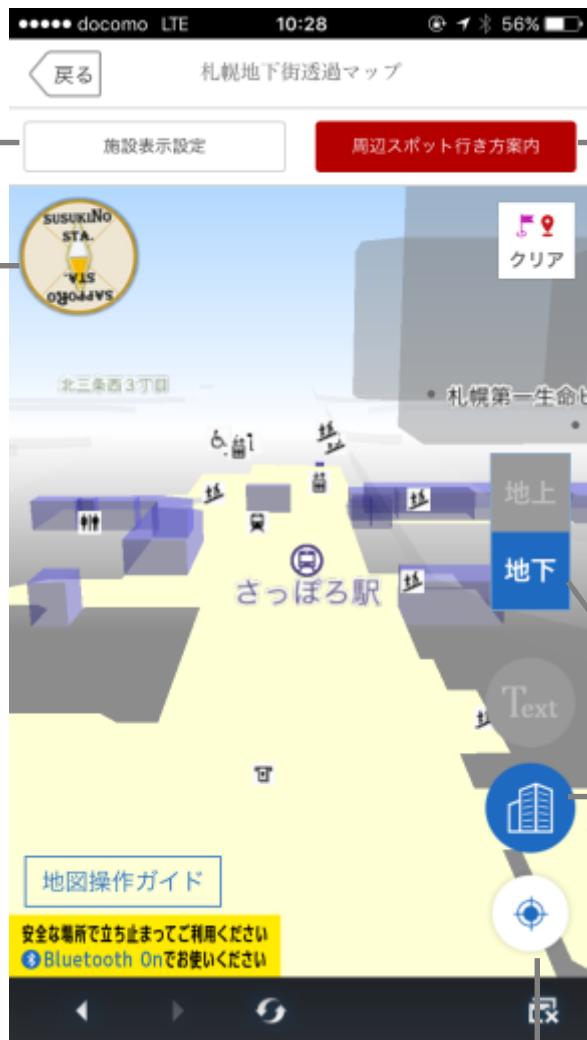 docomo LTE 10:28 56%
戻る
札幌地下街透過マップ
施設表示設定
周辺スポット行き方案内
SUSUKINO
STA.
SAPPORO
STA.
クリア
北三条西3丁目
札幌第一生命ビ
地上
地下
さっぽろ駅
Text
地図操作ガイド
安全な場所で立ち止まってご利用ください
Bluetooth Onでお使いください